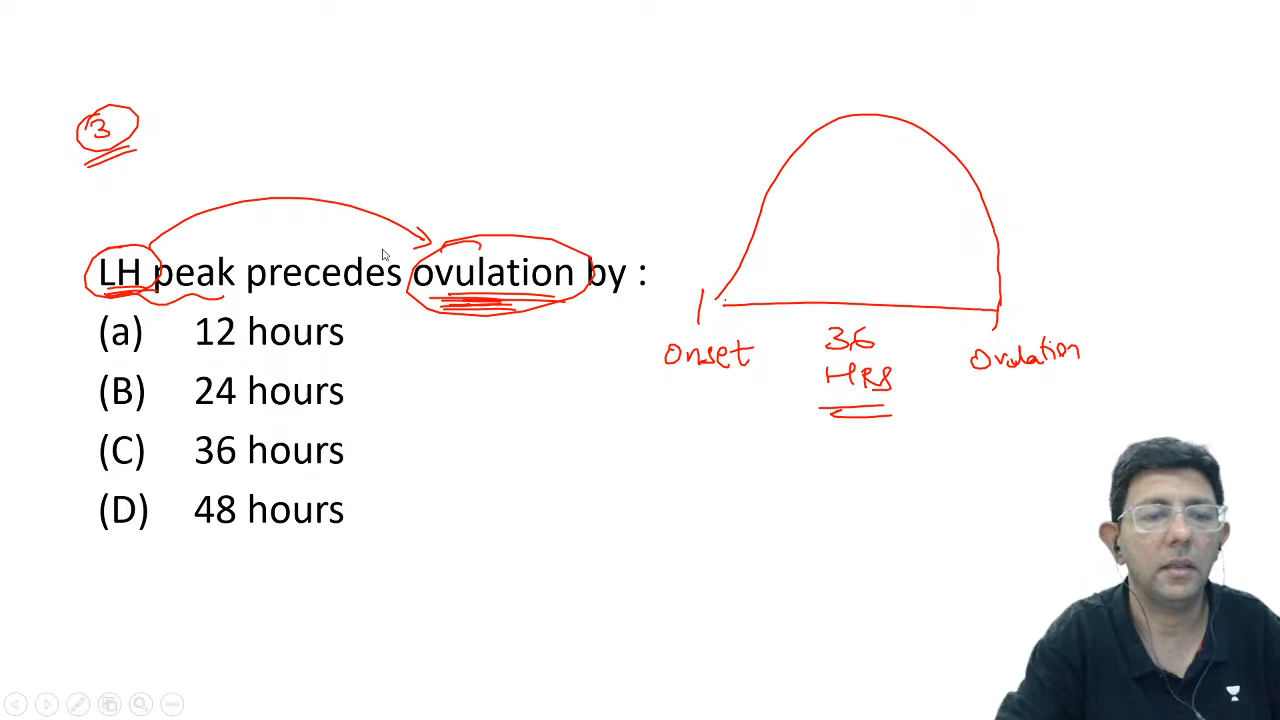 3
LH peak precedes ovulation by :
(a) 12 hours
(B) 24 hours
(C) 36 hours
(D) 48 hours
Onset
36
HRS
Ovulation